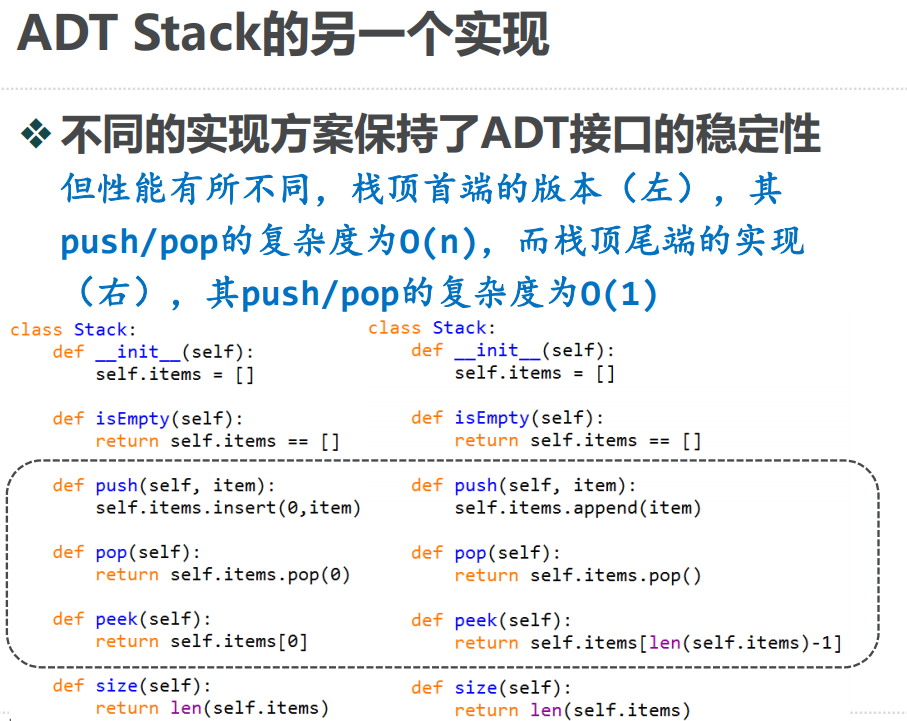 ADT Stack的另一个实现
不同的实现方案保持了ADT接口的稳定性
但性能有所不同，栈顶首端的版本（左），其
push/pop的复杂度为O(n)，而栈顶尾端的实现
（右），其push/pop的复杂度为O(1)
class Stack:
    def __init__(self):
        self.items = []

    def isEmpty(self):
        return self.items == []

    def push(self, item):
        self.items.insert(0,item)

    def pop(self):
        return self.items.pop(0)

    def peek(self):
        return self.items[0]

    def size(self):
        return len(self.items)
class Stack:
    def __init__(self):
        self.items = []

    def isEmpty(self):
        return self.items == []

    def push(self, item):
        self.items.append(item)

    def pop(self):
        return self.items.pop()

    def peek(self):
        return self.items[len(self.items)-1]

    def size(self):
        return len(self.items)